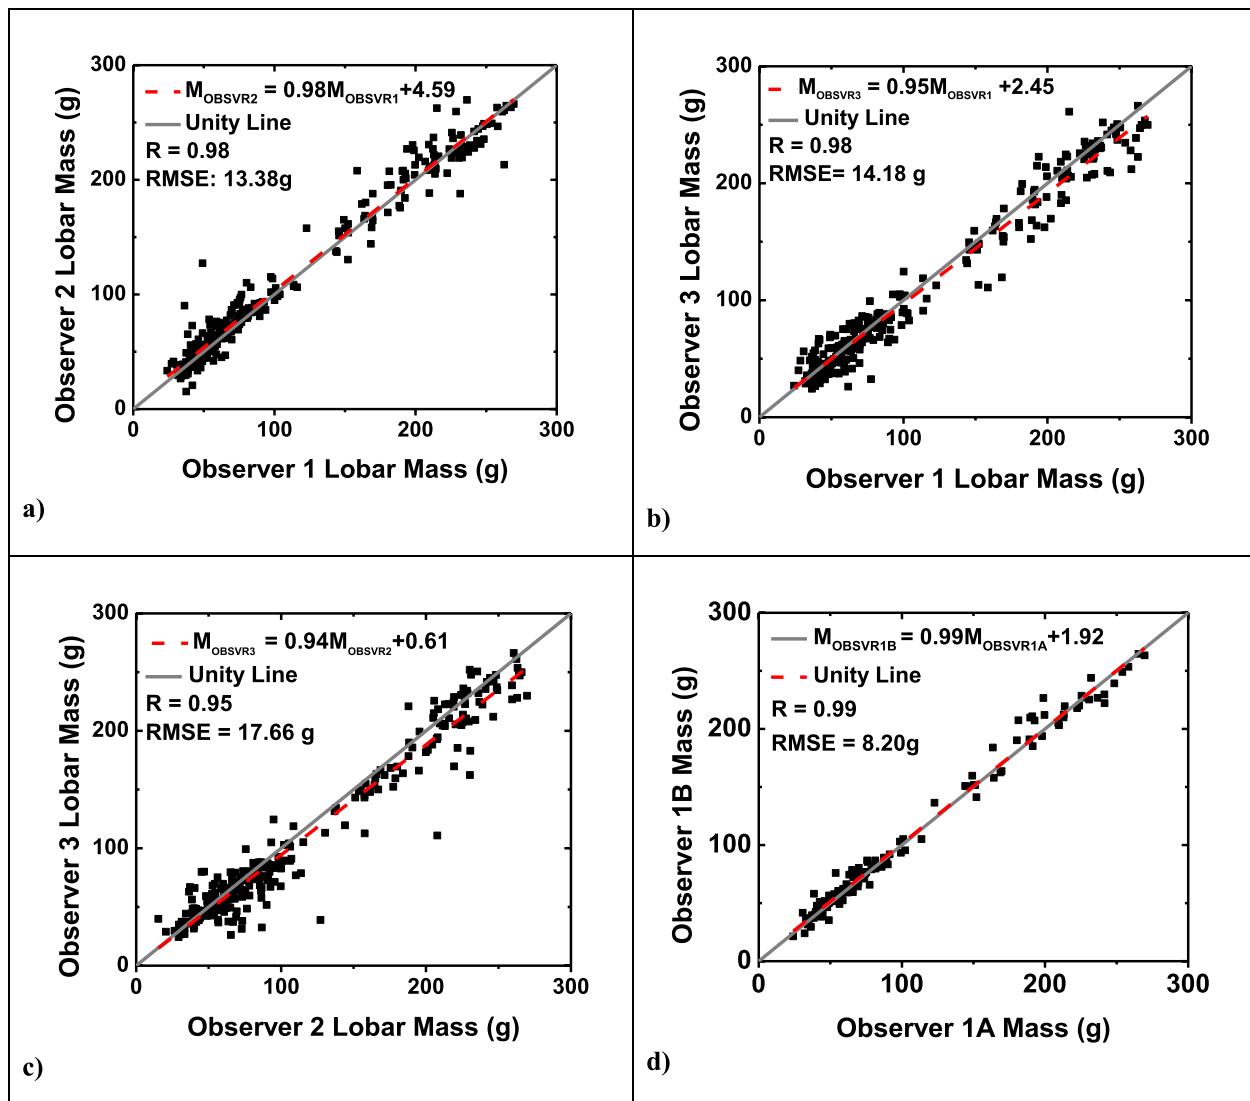 300
200
100
0
0
100
200
300
Observer 2 Lobar Mass (g)
M_OBSVR2 = 0.98M_OBSVR1+4.59
Unity Line
R = 0.98
RMSE: 13.38g
Observer 1 Lobar Mass (g)
a)
300
200
100
0
0
100
200
300
Observer 3 Lobar Mass (g)
M_OBSVR3 = 0.95M_OBSVR1 +2.45
Unity Line
R = 0.98
RMSE= 14.18 g
Observer 1 Lobar Mass (g)
b)
300
200
100
0
0
100
200
300
Observer 3 Lobar Mass (g)
M_OBSVR3 = 0.94M_OBSVR2+0.61
Unity Line
R = 0.95
RMSE = 17.66 g
Observer 2 Lobar Mass (g)
c)
300
200
100
0
0
100
200
300
Observer 1B Mass (g)
M_OBSVR1B= 0.99M_OBSVR1A+1.92
Unity Line
R = 0.99
RMSE = 8.20g
Observer 1A Mass (g)
d)